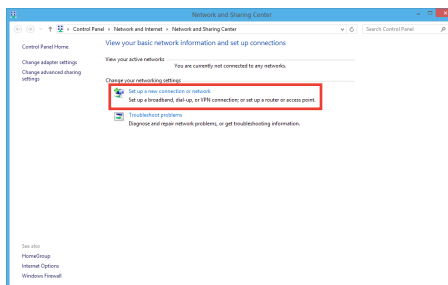 Network and Sharing Center
Control Panel ▸ Network and Internet ▸ Network and Sharing Center
Search Control Panel
Control Panel Home
Change adapter settings
Change advanced sharing
settings
View your basic network information and set up connections
View your active networks
You are currently not connected to any networks.
Change your networking settings
Set up a new connection or network
Set up a broadband, dial-up, or VPN connection; or set up a router or access point.
Troubleshoot problems
Diagnose and repair network problems, or get troubleshooting information.
See also
HomeGroup
Internet Options
Windows Firewall